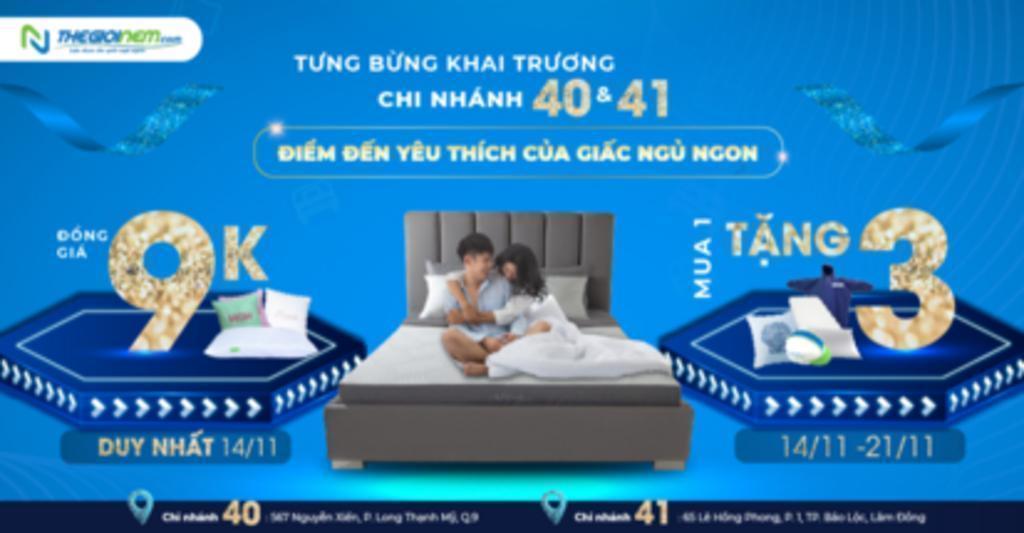 THEGIOINEM.com
TƯNG BỪNG KHAI TRƯƠNG
CHI NHÁNH 40 & 41
ĐIỂM ĐẾN YÊU THÍCH CỦA GIẤC NGỦ NGON
ĐỒNG GIÁ 9K
MUA 1 TẶNG 3
DUY NHẤT 14/11
14/11 -21/11
Chi nhánh 40 : 567 Nguyễn Xiển, P. Long Thạnh Mỹ, Q.9
Chi nhánh 41 : 65 Lê Hồng Phong, P. 1, TP. Bảo Lộc, Lâm Đồng